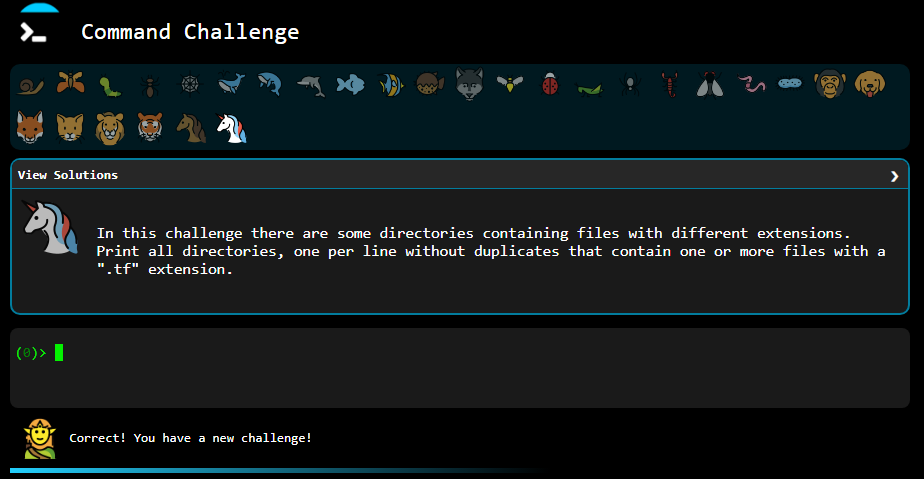 Command Challenge
View Solutions
In this challenge there are some directories containing files with different extensions.
Print all directories, one per line without duplicates that contain one or more files with a
".tf" extension.
(0)>
Correct! You have a new challenge!